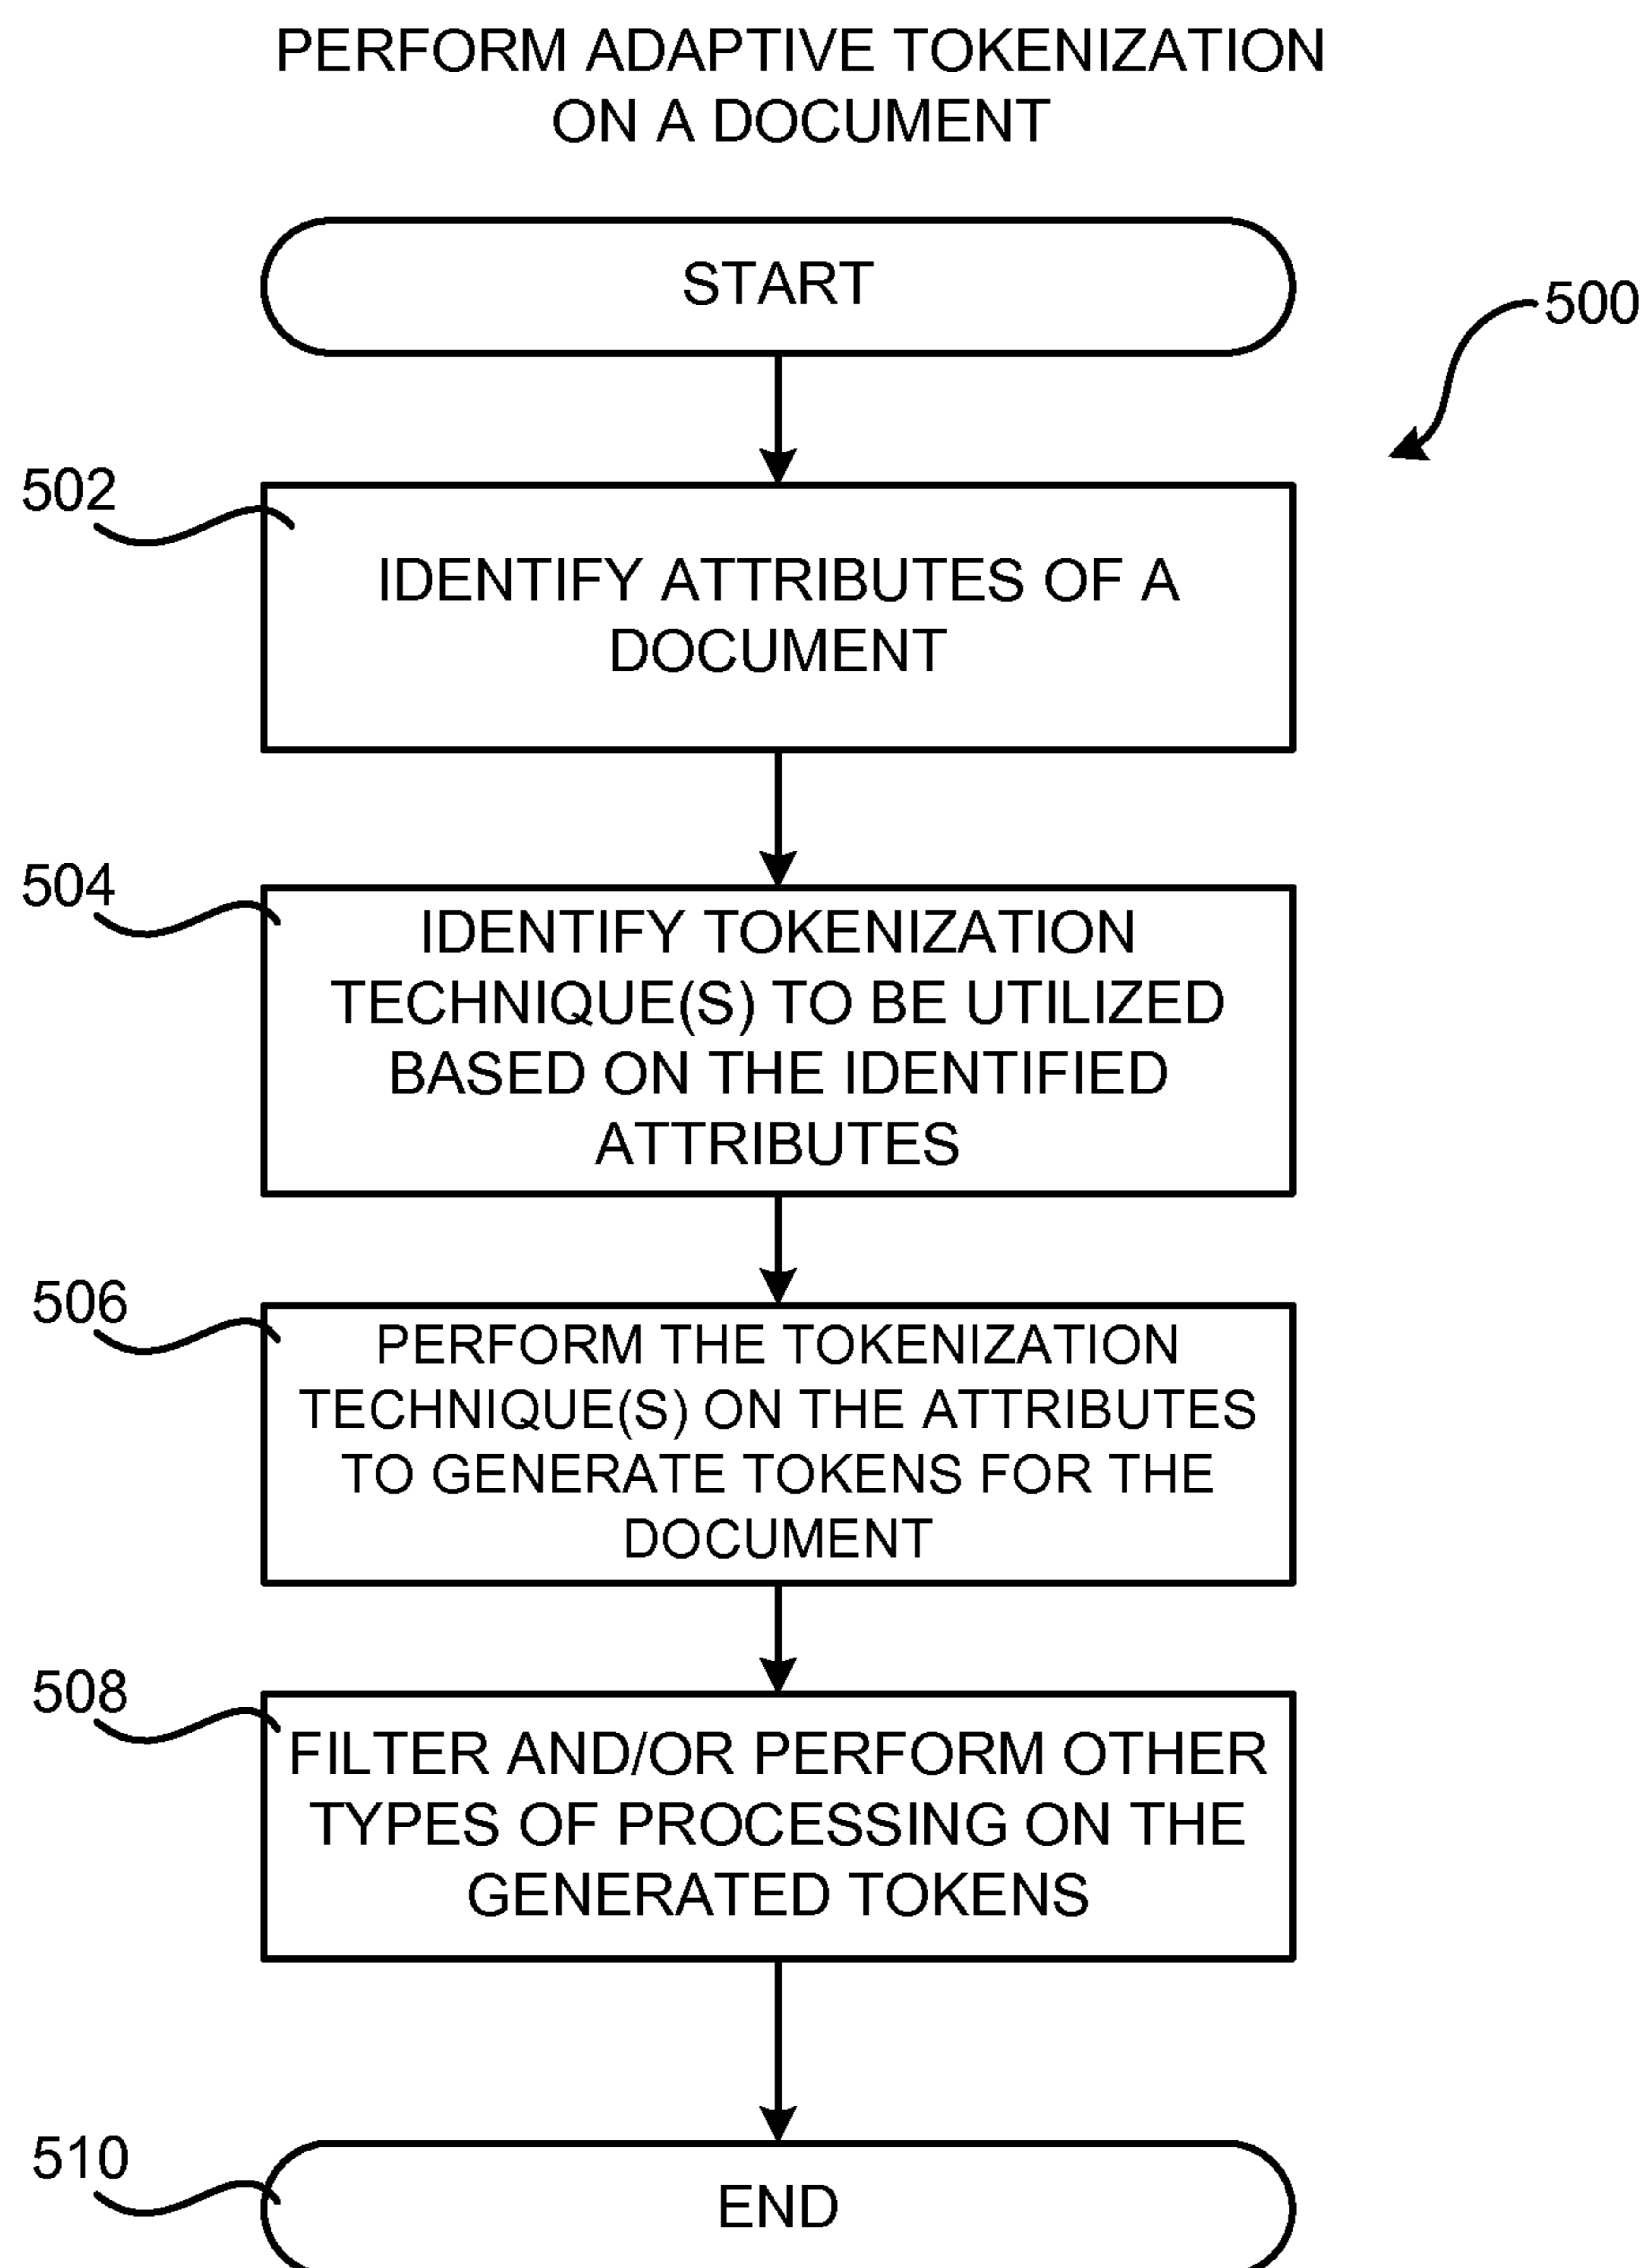 PERFORM ADAPTIVE TOKENIZATION
ON A DOCUMENT
START
500
502
IDENTIFY ATTRIBUTES OF A
DOCUMENT
504
IDENTIFY TOKENIZATION
TECHNIQUE(S) TO BE UTILIZED
BASED ON THE IDENTIFIED
ATTRIBUTES
506
PERFORM THE TOKENIZATION
TECHNIQUE(S) ON THE ATTRIBUTES
TO GENERATE TOKENS FOR THE
DOCUMENT
508
FILTER AND/OR PERFORM OTHER
TYPES OF PROCESSING ON THE
GENERATED TOKENS
510
END